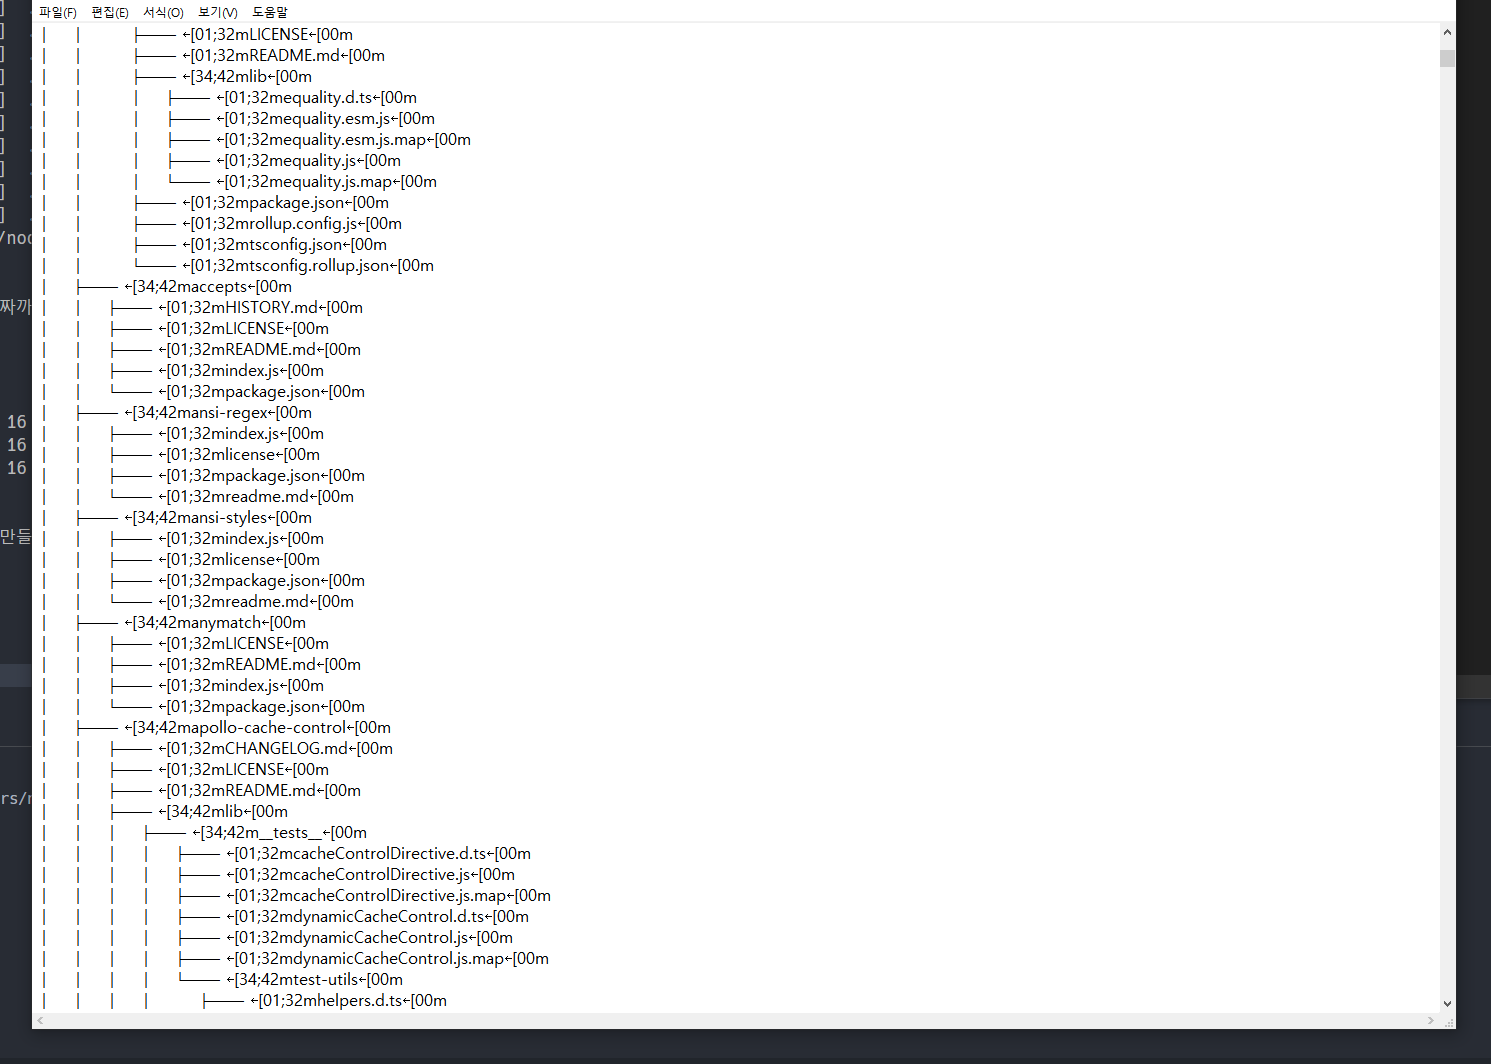 파일(F) 편집(E) 서식(O) 보기(V) 도움말
│ │ ├── ←[01;32mLICENSE←[00m
│ │ ├── ←[01;32mREADME.md←[00m
│ │ ├── ←[34;42mlib←[00m
│ │ │ ├── ←[01;32mequality.d.ts←[00m
│ │ │ ├── ←[01;32mequality.esm.js←[00m
│ │ │ ├── ←[01;32mequality.esm.js.map←[00m
│ │ │ ├── ←[01;32mequality.js←[00m
│ │ │ └── ←[01;32mequality.js.map←[00m
│ │ ├── ←[01;32mpackage.json←[00m
│ │ ├── ←[01;32mrollup.config.js←[00m
/noc
│ │ ├── ←[01;32mtsconfig.json←[00m
│ │ └── ←[01;32mtsconfig.rollup.json←[00m
│ ├── ←[34;42maccepts←[00m
짜까
│ │ ├── ←[01;32mHISTORY.md←[00m
│ │ ├── ←[01;32mLICENSE←[00m
│ │ ├── ←[01;32mREADME.md←[00m
│ │ ├── ←[01;32mindex.js←[00m
│ │ └── ←[01;32mpackage.json←[00m
│ ├── ←[34;42mansi-regex←[00m
16
│ │ ├── ←[01;32mindex.js←[00m
16
│ │ ├── ←[01;32mlicense←[00m
16
│ │ ├── ←[01;32mpackage.json←[00m
│ │ └── ←[01;32mreadme.md←[00m
│ ├── ←[34;42mansi-styles←[00m
만들
│ │ ├── ←[01;32mindex.js←[00m
│ │ ├── ←[01;32mlicense←[00m
│ │ ├── ←[01;32mpackage.json←[00m
│ │ └── ←[01;32mreadme.md←[00m
│ ├── ←[34;42manymatch←[00m
│ │ ├── ←[01;32mLICENSE←[00m
│ │ ├── ←[01;32mREADME.md←[00m
│ │ ├── ←[01;32mindex.js←[00m
│ │ └── ←[01;32mpackage.json←[00m
│ ├── ←[34;42mapollo-cache-control←[00m
│ │ ├── ←[01;32mCHANGELOG.md←[00m
│ │ ├── ←[01;32mLICENSE←[00m
│ │ ├── ←[01;32mREADME.md←[00m
rs/r
│ │ ├── ←[34;42mlib←[00m
│ │ │ ├── ←[34;42m__tests__←[00m
│ │ │ │ ├── ←[01;32mcacheControlDirective.d.ts←[00m
│ │ │ │ ├── ←[01;32mcacheControlDirective.js←[00m
│ │ │ │ ├── ←[01;32mcacheControlDirective.js.map←[00m
│ │ │ │ ├── ←[01;32mdynamicCacheControl.d.ts←[00m
│ │ │ │ ├── ←[01;32mdynamicCacheControl.js←[00m
│ │ │ │ ├── ←[01;32mdynamicCacheControl.js.map←[00m
│ │ │ │ └── ←[34;42mtest-utils←[00m
│ │ │ │ ├── ←[01;32mhelpers.d.ts←[00m